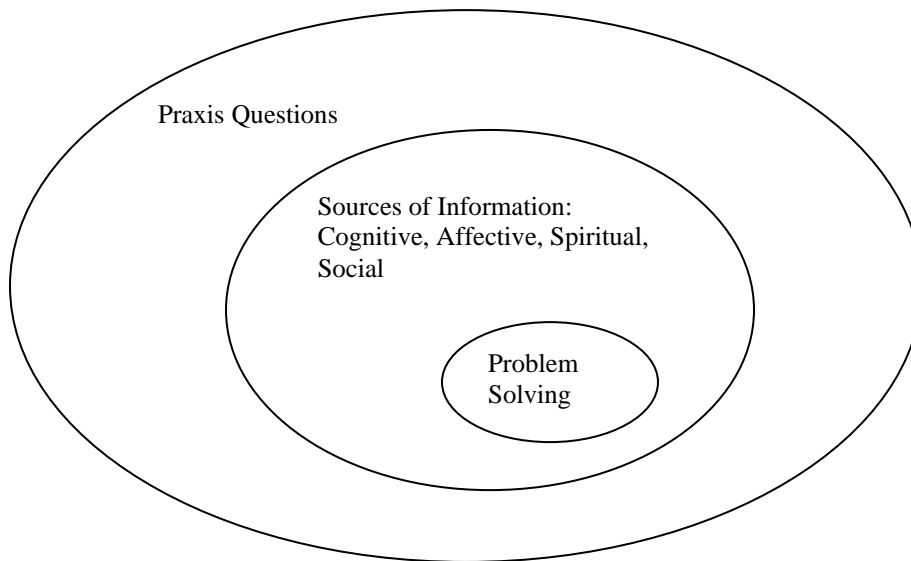 Praxis Questions
Sources of Information:
Cognitive, Affective, Spiritual,
Social
Problem
Solving